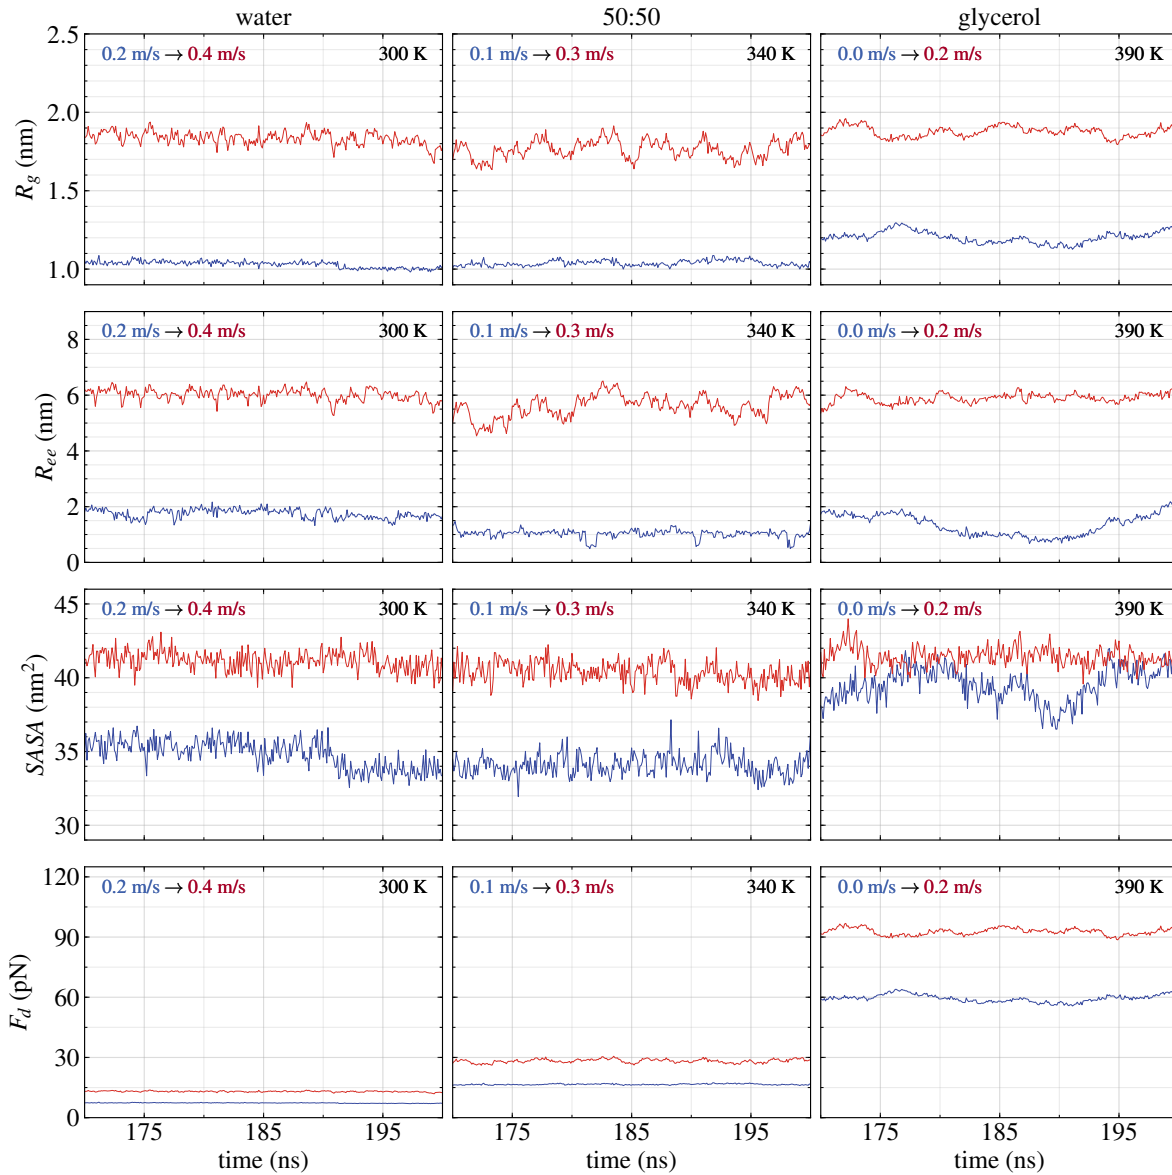 water 50:50 glycerol
2.5
2.0
1.5
1.0
R_g (nm)
0.2 m/s → 0.4 m/s 300 K
0.1 m/s → 0.3 m/s 340 K
0.0 m/s → 0.2 m/s 390 K
8
6
4
2
0
R_ee (nm)
0.2 m/s → 0.4 m/s 300 K
0.1 m/s → 0.3 m/s 340 K
0.0 m/s → 0.2 m/s 390 K
45
40
35
30
SASA (nm²)
0.2 m/s → 0.4 m/s 300 K
0.1 m/s → 0.3 m/s 340 K
0.0 m/s → 0.2 m/s 390 K
120
90
60
30
0
F_d (pN)
0.2 m/s → 0.4 m/s 300 K
0.1 m/s → 0.3 m/s 340 K
0.0 m/s → 0.2 m/s 390 K
175 185 195 175 185 195 175 185 195
time (ns) time (ns) time (ns)